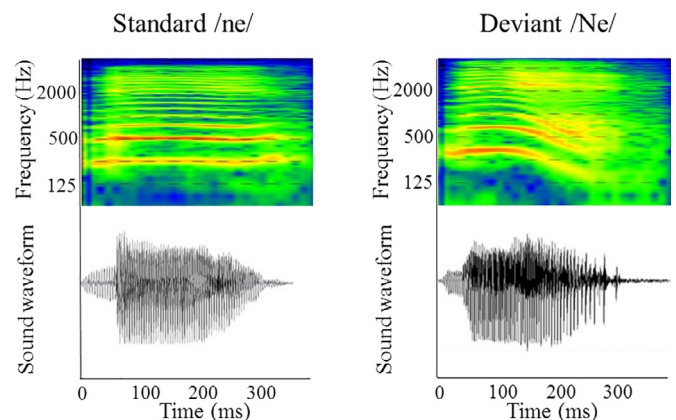 Standard /ne/
Deviant /Ne/
Frequency (Hz)
2000
500
125
Frequency (Hz)
2000
500
125
Sound waveform
Sound waveform
0 100 200 300
Time (ms)
0 100 200 300
Time (ms)